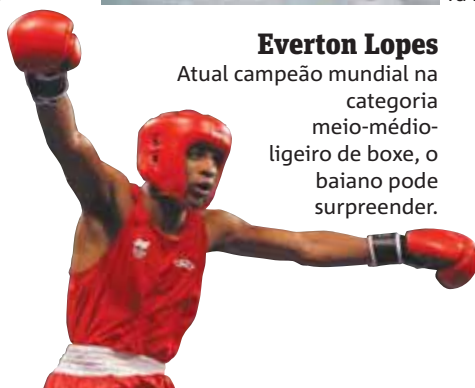 Everton Lopes
Atual campeão mundial na
categoria
meio-médio-
ligeiro de boxe, o
baiano pode
surpreender.